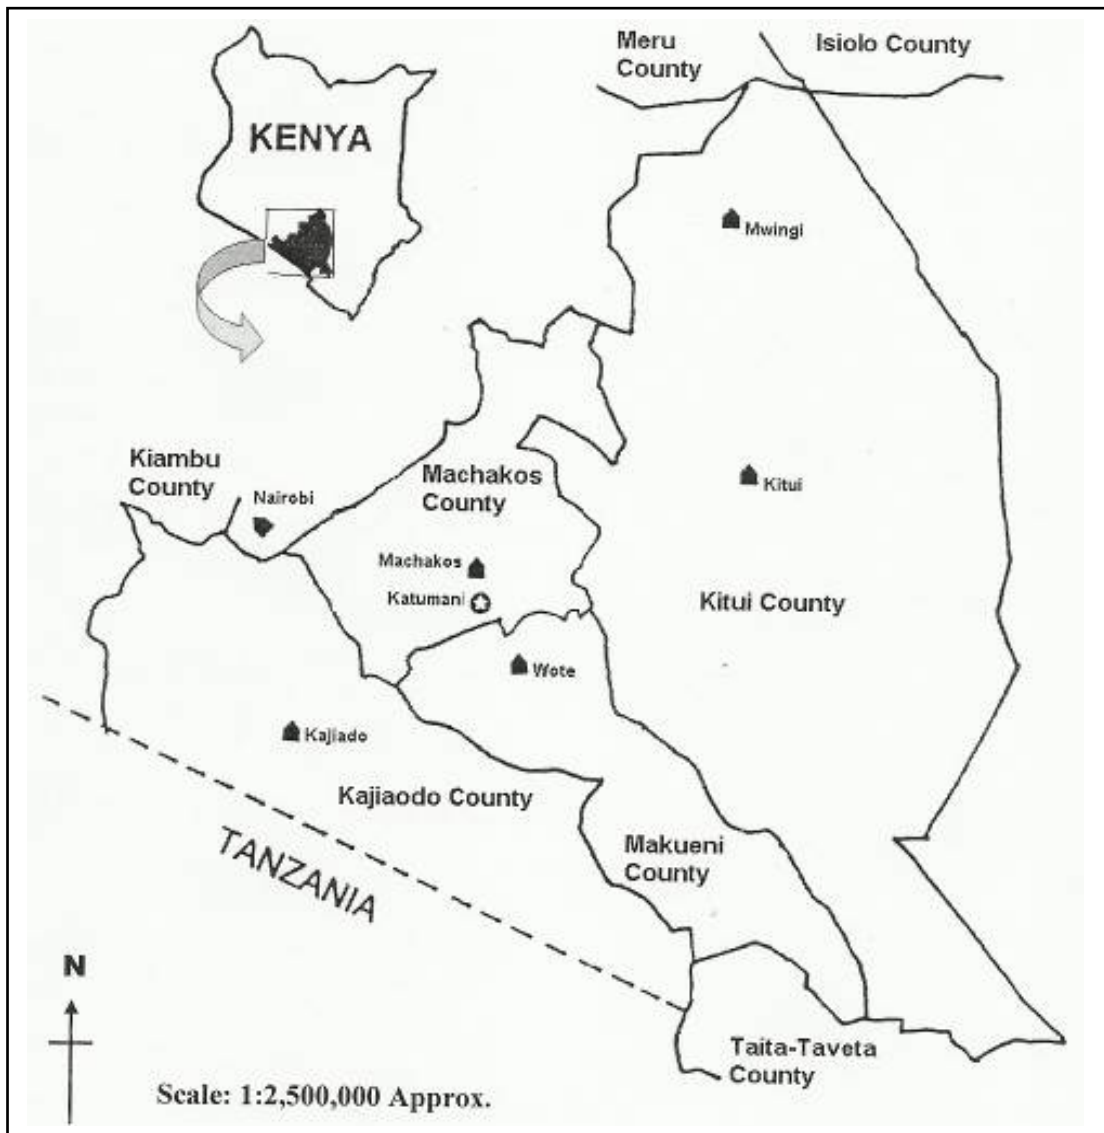 Meru
County
Isiolo County
KENYA
Mwingi
Kiambu
County
Nairobi
Machakos
County
Kitui
Machakos
Katumani
Kitui County
Wote
Kajiado
Kajiaodo County
TANZANIA
Makueni
County
N
Taita-Taveta
County
Scale: 1:2,500,000 Approx.